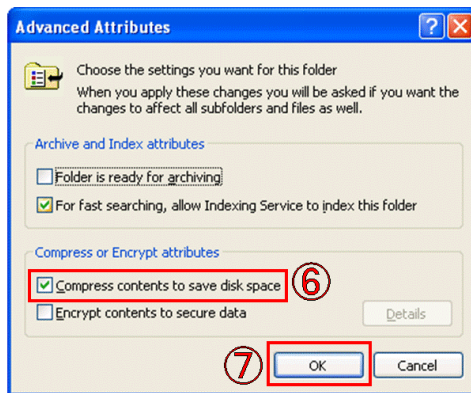 Advanced Attributes
Choose the settings you want for this folder
When you apply these changes you will be asked if you want the
changes to affect all subfolders and files as well.
Archive and Index attributes
Folder is ready for archiving
For fast searching, allow Indexing Service to index this folder
Compress or Encrypt attributes
Compress contents to save disk space ⑥
Encrypt contents to secure data
Details
⑦ OK
Cancel